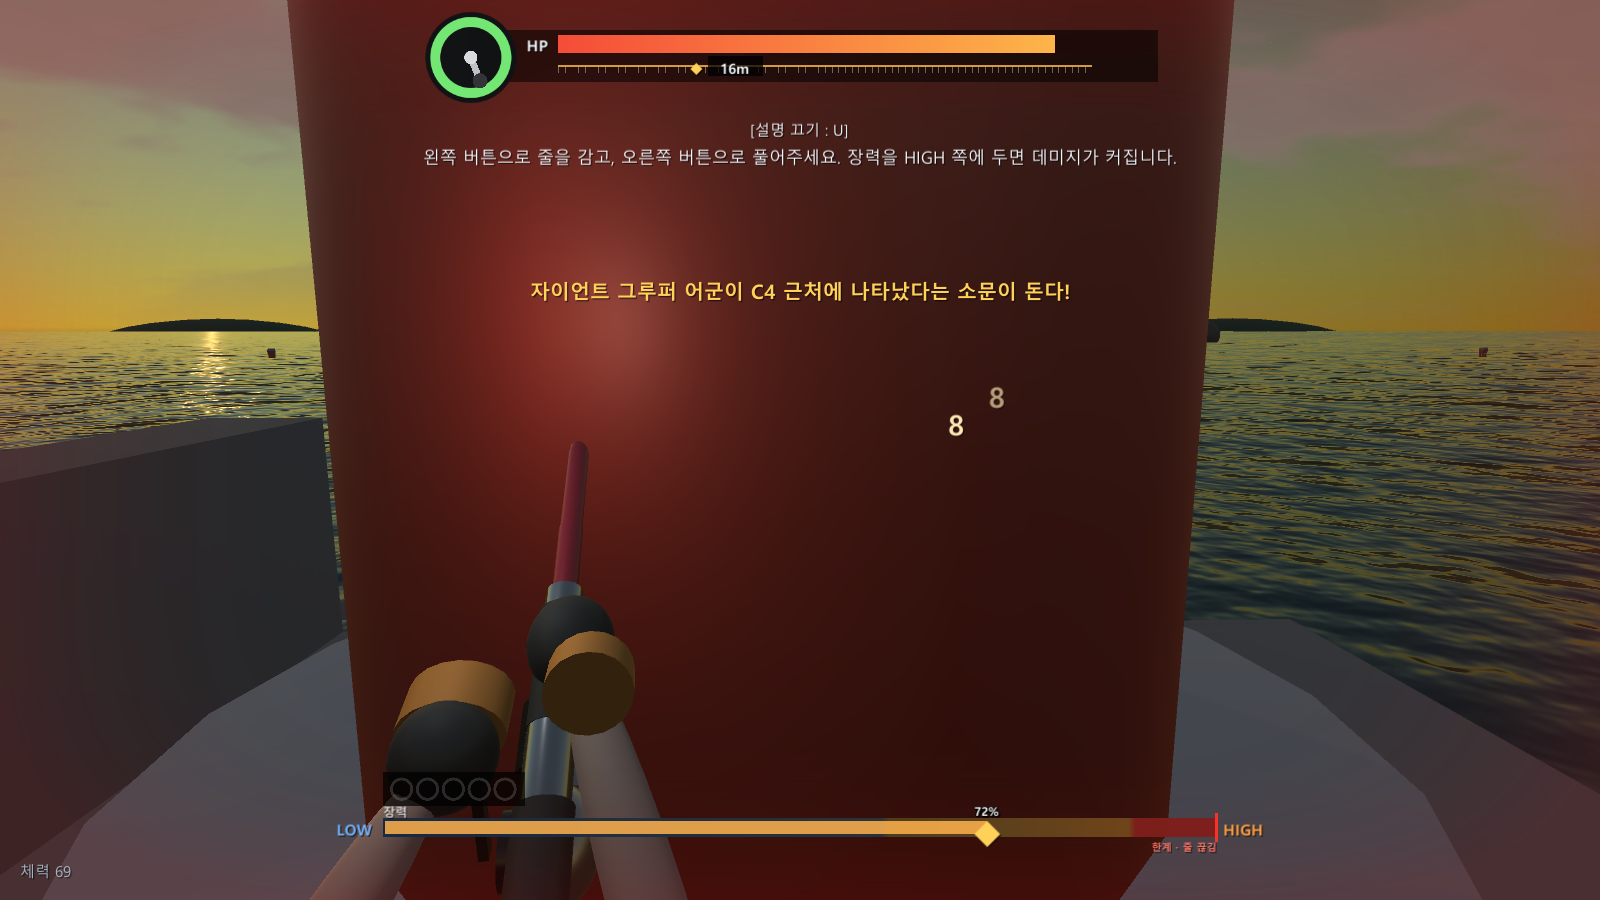 HP
16m
[설명 끄기 : U]
왼쪽 버튼으로 줄을 감고, 오른쪽 버튼으로 풀어주세요. 장력을 HIGH 쪽에 두면 데미지가 커집니다.
자이언트 그루퍼 어군이 C4 근처에 나타났다는 소문이 돈다!
8
8
장력
72%
LOW
HIGH
한계 · 줄 끊김
체력 69